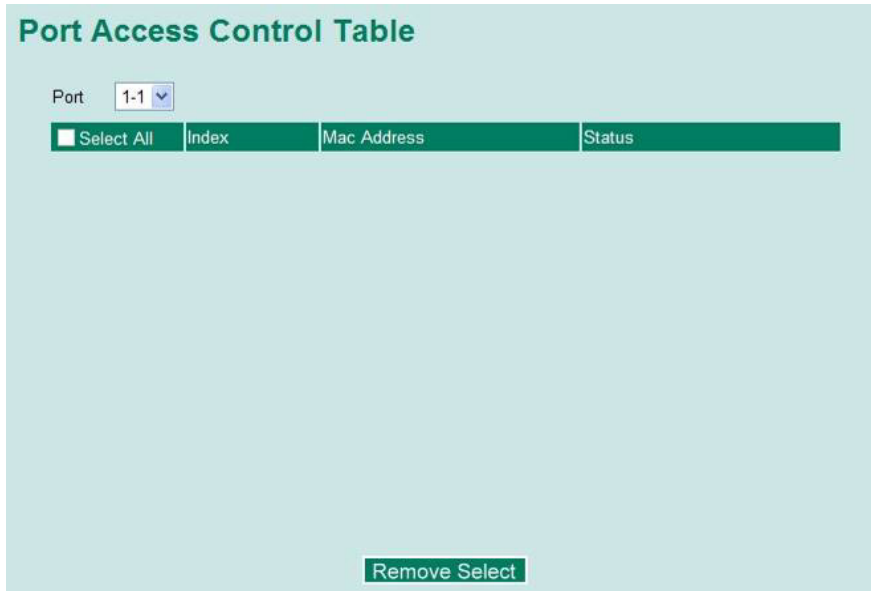 Port Access Control Table
Port 1-1
Select All Index Mac Address Status
Remove Select